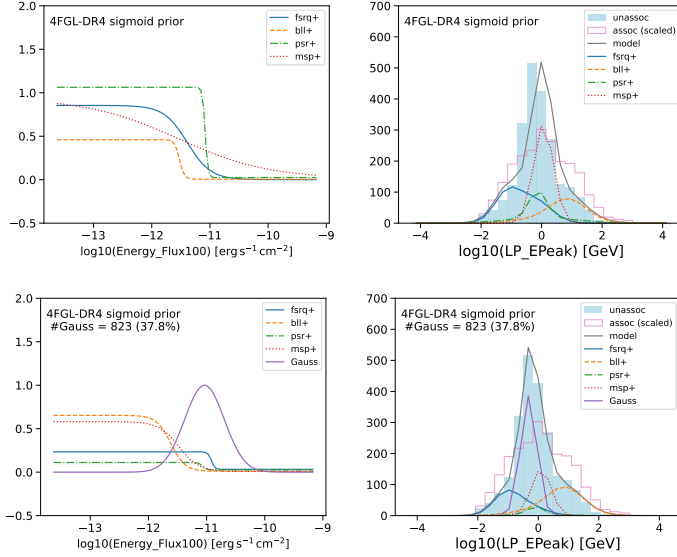 4FGL-DR4 sigmoid prior
fsrq+
bll+
psr+
msp+
2.0
1.5
1.0
0.5
0.0
−0.5
−13
−12
−11
−10
−9
log10(Energy_Flux100) [erg s⁻¹ cm⁻²]
unassoc
assoc (scaled)
model
fsrq+
bll+
psr+
msp+
700
600
500
400
300
200
100
0
−4
−2
0
2
4
log10(LP_EPeak) [GeV]
4FGL-DR4 sigmoid prior
#Gauss = 823 (37.8%)
fsrq+
bll+
psr+
msp+
Gauss
2.0
1.5
1.0
0.5
0.0
−0.5
−13
−12
−11
−10
−9
log10(Energy_Flux100) [erg s⁻¹ cm⁻²]
4FGL-DR4 sigmoid prior
#Gauss = 823 (37.8%)
unassoc
assoc (scaled)
model
fsrq+
bll+
psr+
msp+
Gauss
700
600
500
400
300
200
100
0
−4
−2
0
2
4
log10(LP_EPeak) [GeV]